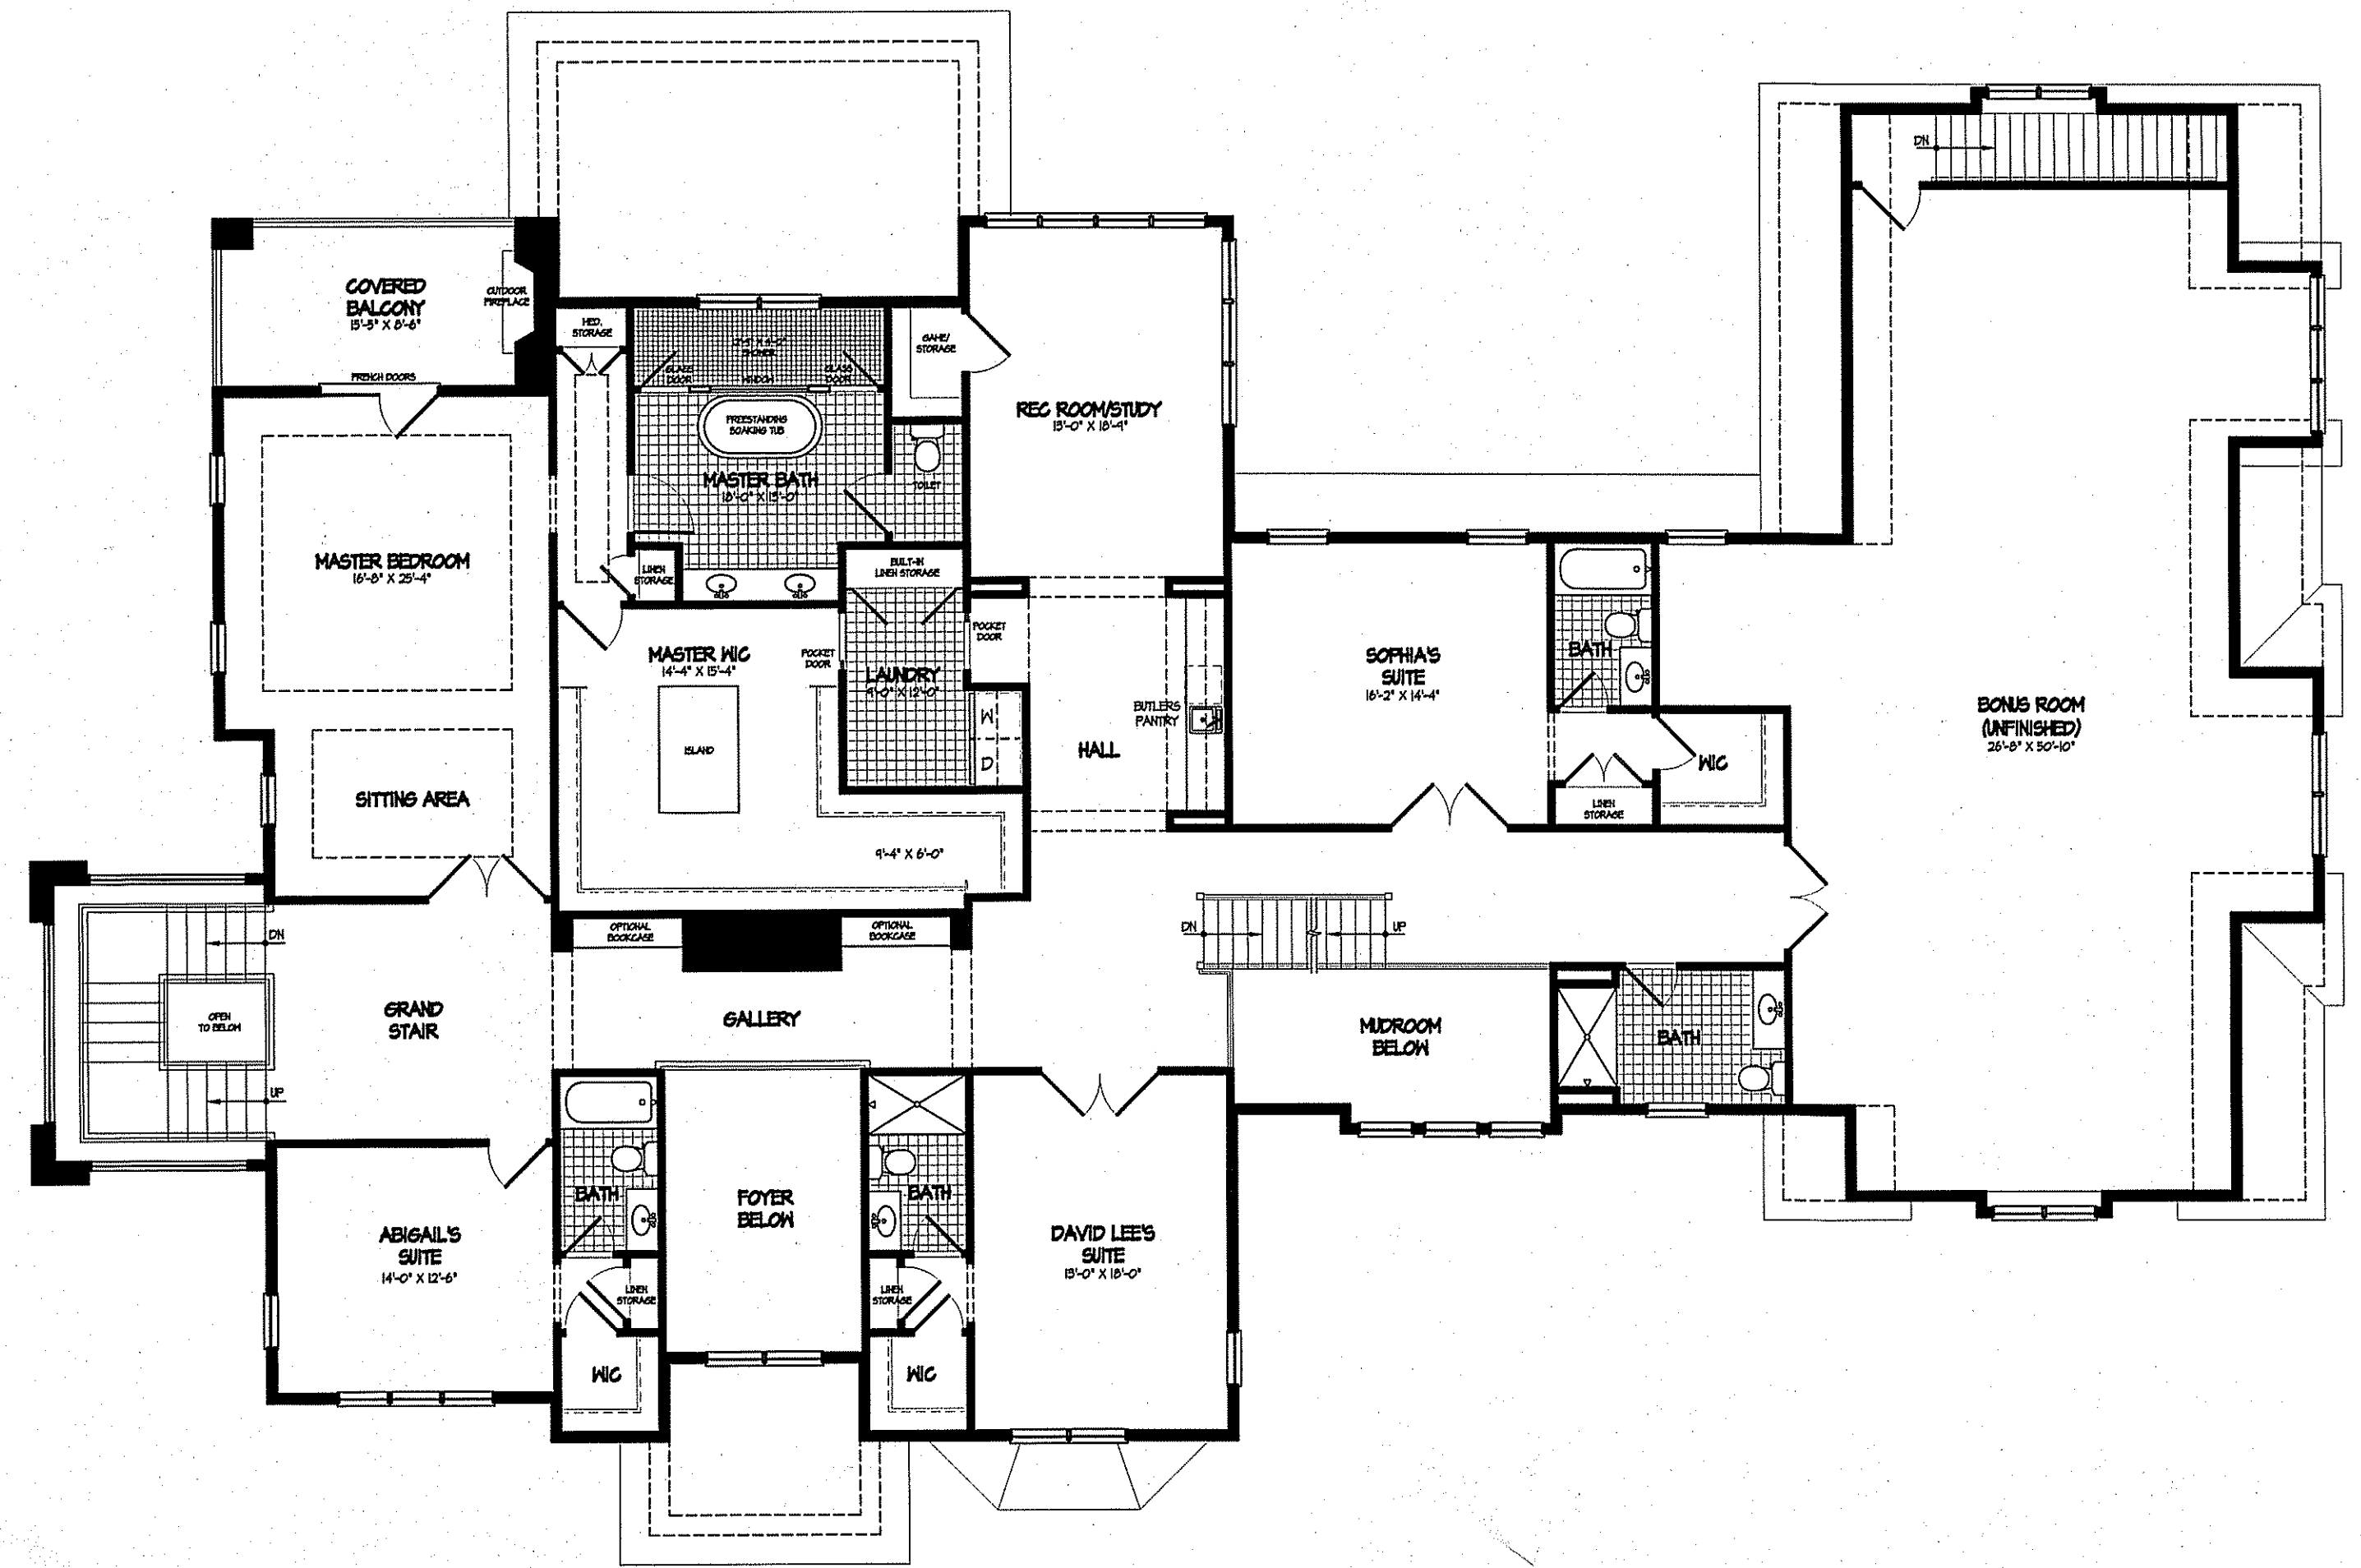 DN
COVERED
BALCONY
15'-5" X 8'-6"
OUTDOOR
FIREPLACE
FRENCH DOORS
HED.
STORAGE
SHOWER
GLASS
DOOR
WINDOW
GLASS
DOOR
GAME/
STORAGE
FREESTANDING
SOAKING TUB
REC ROOM/STUDY
13'-0" X 18'-9"
MASTER BATH
18'-0" X 15'-0"
TOILET
MASTER BEDROOM
16'-8" X 25'-4"
LINEN
STORAGE
BUILT-IN
LINEN STORAGE
POCKET
DOOR
MASTER WIC
14'-4" X 15'-4"
POCKET
DOOR
LAUNDRY
9'-0" X 12'-0"
W
D
ISLAND
HALL
BUTLERS
PANTRY
SOPHIA'S
SUITE
16'-2" X 14'-4"
BATH
WIC
LINEN
STORAGE
BONUS ROOM
(UNFINISHED)
26'-8" X 50'-10"
SITTING AREA
9'-4" X 6'-0"
OPTIONAL
BOOKCASE
OPTIONAL
BOOKCASE
DN
UP
DN
OPEN
TO BELOW
UP
GRAND
STAIR
GALLERY
MUDROOM
BELOW
BATH
BATH
FOYER
BELOW
BATH
ABIGAIL'S
SUITE
14'-0" X 12'-6"
DAVID LEE'S
SUITE
13'-0" X 18'-0"
LINEN
STORAGE
LINEN
STORAGE
WIC
WIC